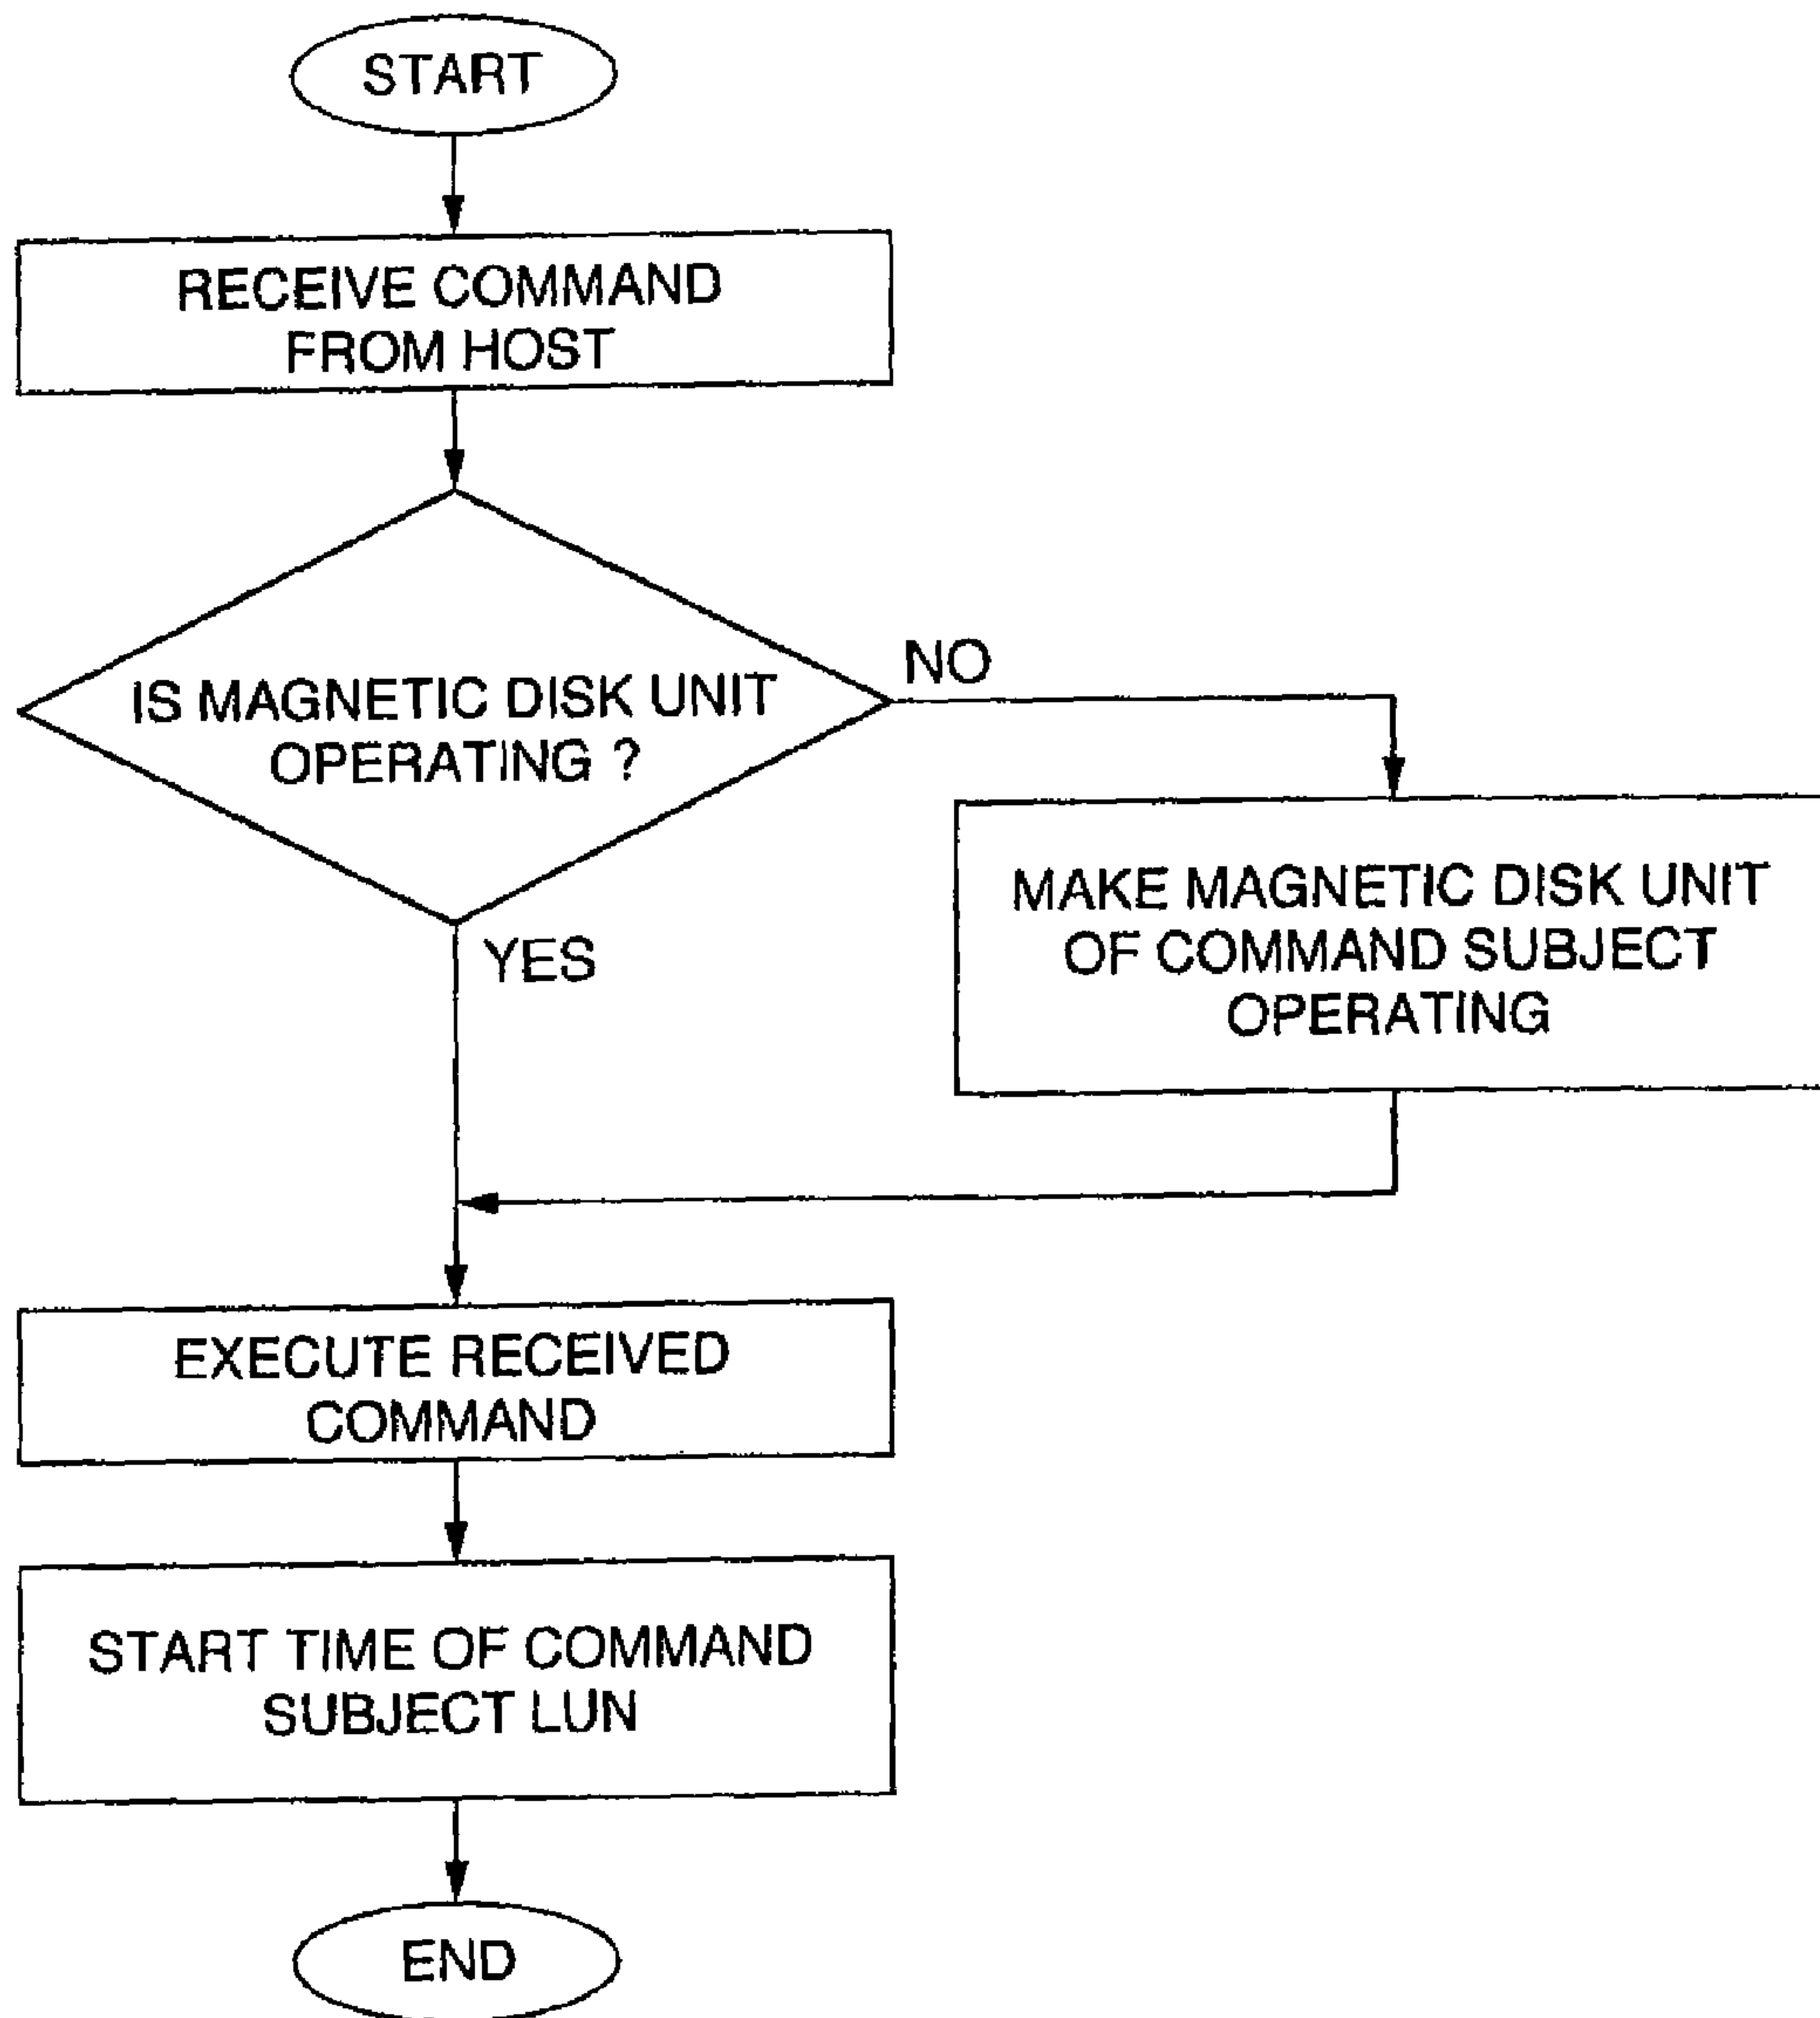 START
RECEIVE COMMAND
FROM HOST
IS MAGNETIC DISK UNIT
OPERATING ?
NO
YES
MAKE MAGNETIC DISK UNIT
OF COMMAND SUBJECT
OPERATING
EXECUTE RECEIVED
COMMAND
START TIME OF COMMAND
SUBJECT LUN
END